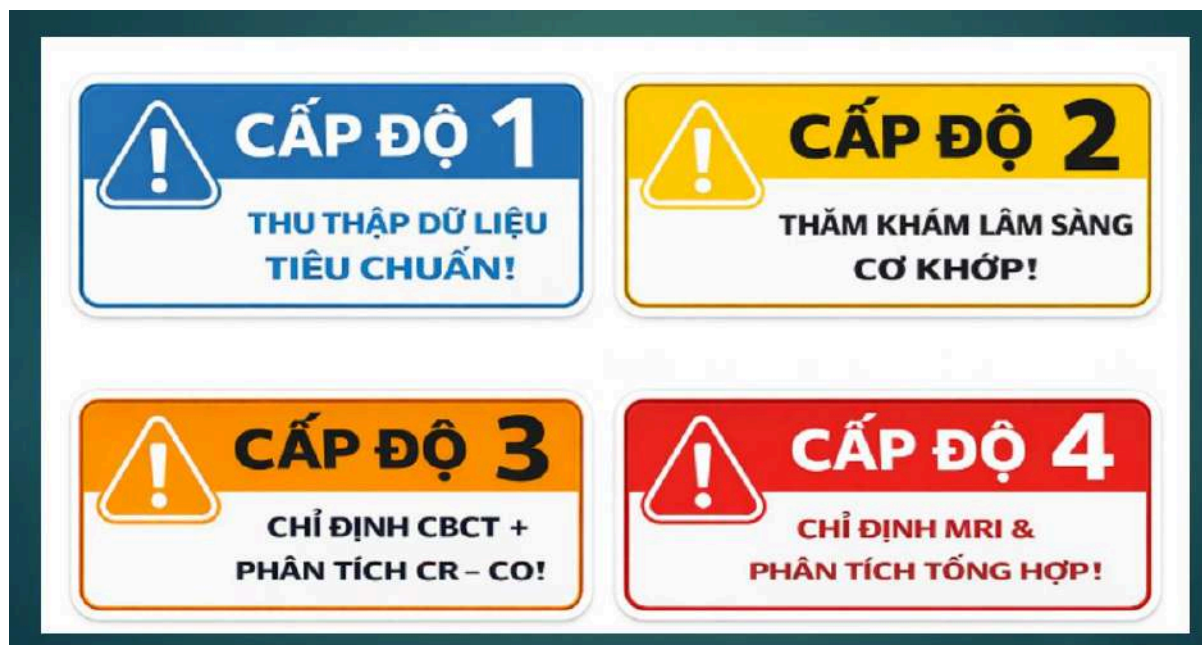 CẤP ĐỘ 1
THU THẬP DỮ LIỆU
TIÊU CHUẨN!
CẤP ĐỘ 2
THĂM KHÁM LÂM SÀNG
CƠ KHỚP!
CẤP ĐỘ 3
CHỈ ĐỊNH CBCT +
PHÂN TÍCH CR – CO!
CẤP ĐỘ 4
CHỈ ĐỊNH MRI &
PHÂN TÍCH TỔNG HỢP!